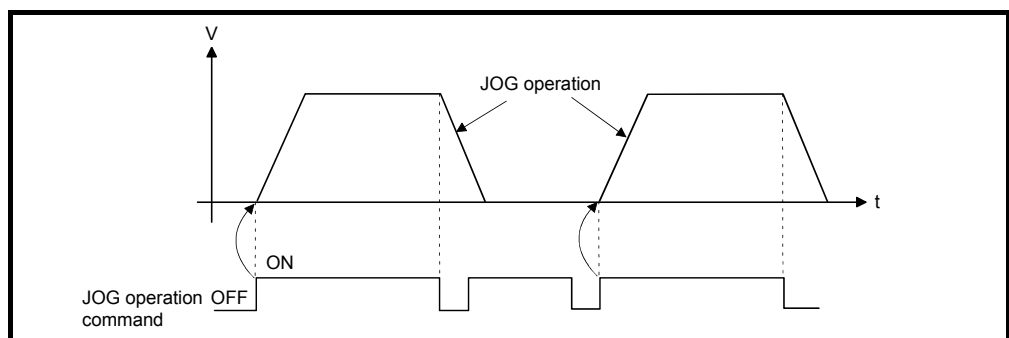 V
JOG operation
t
ON
JOG operation OFF
command